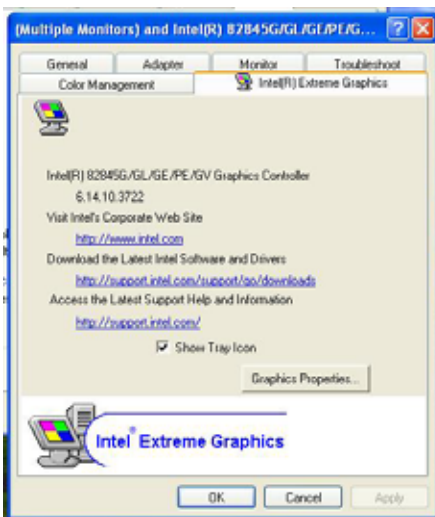 (Multiple Monitors) and Intel(R) 82845G/GL/GE/PE/G...
General Adapter Monitor Troubleshoot
Color Management Intel(R) Extreme Graphics
Intel(R) 82845G/GL/GE/PE/GV Graphics Controller
6.14.10.3722
Visit Intel's Corporate Web Site
http://www.intel.com
Download the Latest Intel Software and Drivers
http://support.intel.com/support/go/downloads
Access the Latest Support Help and Information
http://support.intel.com/
Show Tray Icon
Graphics Properties...
Intel® Extreme Graphics
OK Cancel Apply